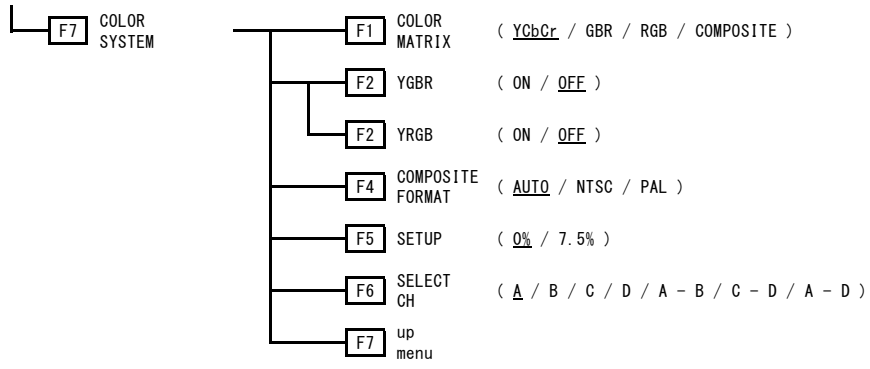 F7 COLOR SYSTEM
F1 COLOR MATRIX ( YCbCr / GBR / RGB / COMPOSITE )
F2 YGBR ( ON / OFF )
F2 YRGB ( ON / OFF )
F4 COMPOSITE FORMAT ( AUTO / NTSC / PAL )
F5 SETUP ( 0% / 7.5% )
F6 SELECT CH ( A / B / C / D / A - B / C - D / A - D )
F7 up menu